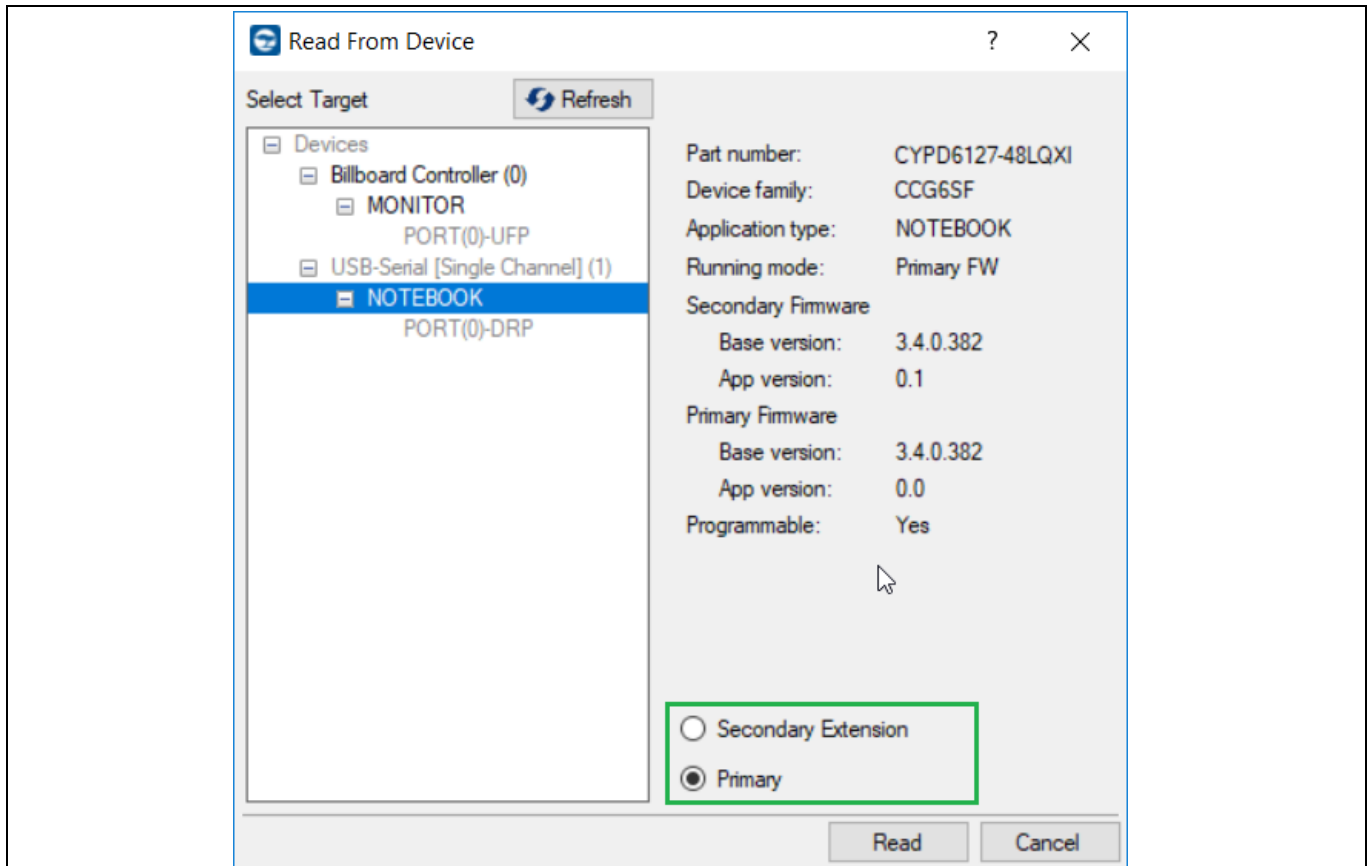 Read From Device
?
Select Target
Refresh
Devices
Billboard Controller (0)
MONITOR
PORT(0)-UFP
USB-Serial [Single Channel] (1)
NOTEBOOK
PORT(0)-DRP
Part number: CYPD6127-48LQXI
Device family: CCG6SF
Application type: NOTEBOOK
Running mode: Primary FW
Secondary Firmware
Base version: 3.4.0.382
App version: 0.1
Primary Firmware
Base version: 3.4.0.382
App version: 0.0
Programmable: Yes
Secondary Extension
Primary
Read
Cancel